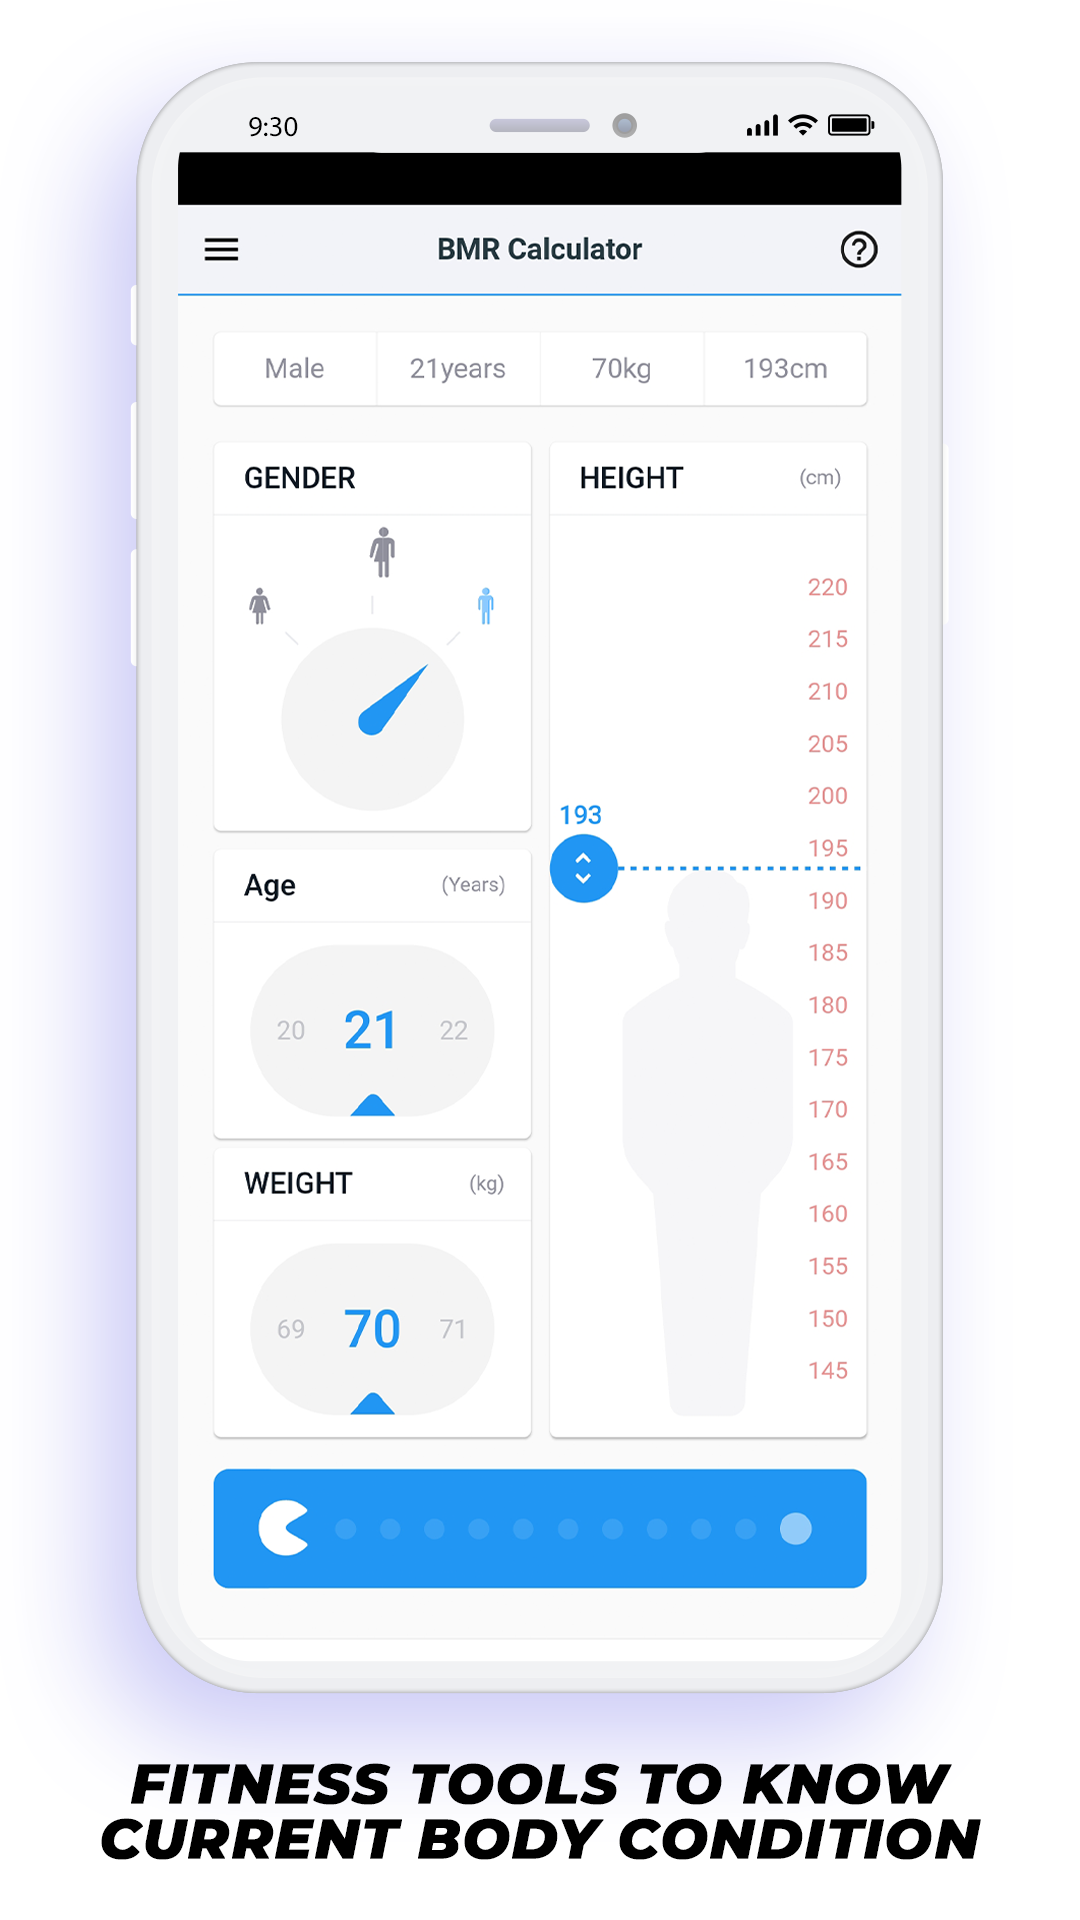 9:30
BMR Calculator
Male 21years 70kg 193cm
GENDER
HEIGHT (cm)
220
215
210
205
200
193
195
190
185
180
175
170
165
160
155
150
145
Age (Years)
20 21 22
WEIGHT (kg)
69 70 71
FITNESS TOOLS TO KNOW
CURRENT BODY CONDITION